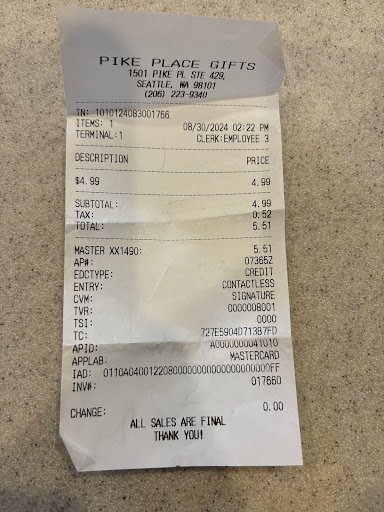 PIKE PLACE GIFTS
1501 PIKE PL STE 429,
SEATTLE, WA 98101
(206) 223-9340
IN: 1010124083001766
ITEMS: 1 08/30/2024 02:22 PM
TERMINAL:1 CLERK:EMPLOYEE 3
DESCRIPTION PRICE
$4.99 4.99
SUBTOTAL: 4.99
TAX: 0.52
TOTAL: 5.51
MASTER XX1490: 5.51
AP#: 07365Z
EDCTYPE: CREDIT
ENTRY: CONTACTLESS
CVM: SIGNATURE
TVR: 0000008001
TSI: 0000
TC: 727E5904D713B7FD
APID: A0000000041010
APPLAB: MASTERCARD
IAD: 0110A040012208000000000000000000000FF
INV#: 017660
CHANGE: 0.00
ALL SALES ARE FINAL
THANK YOU!